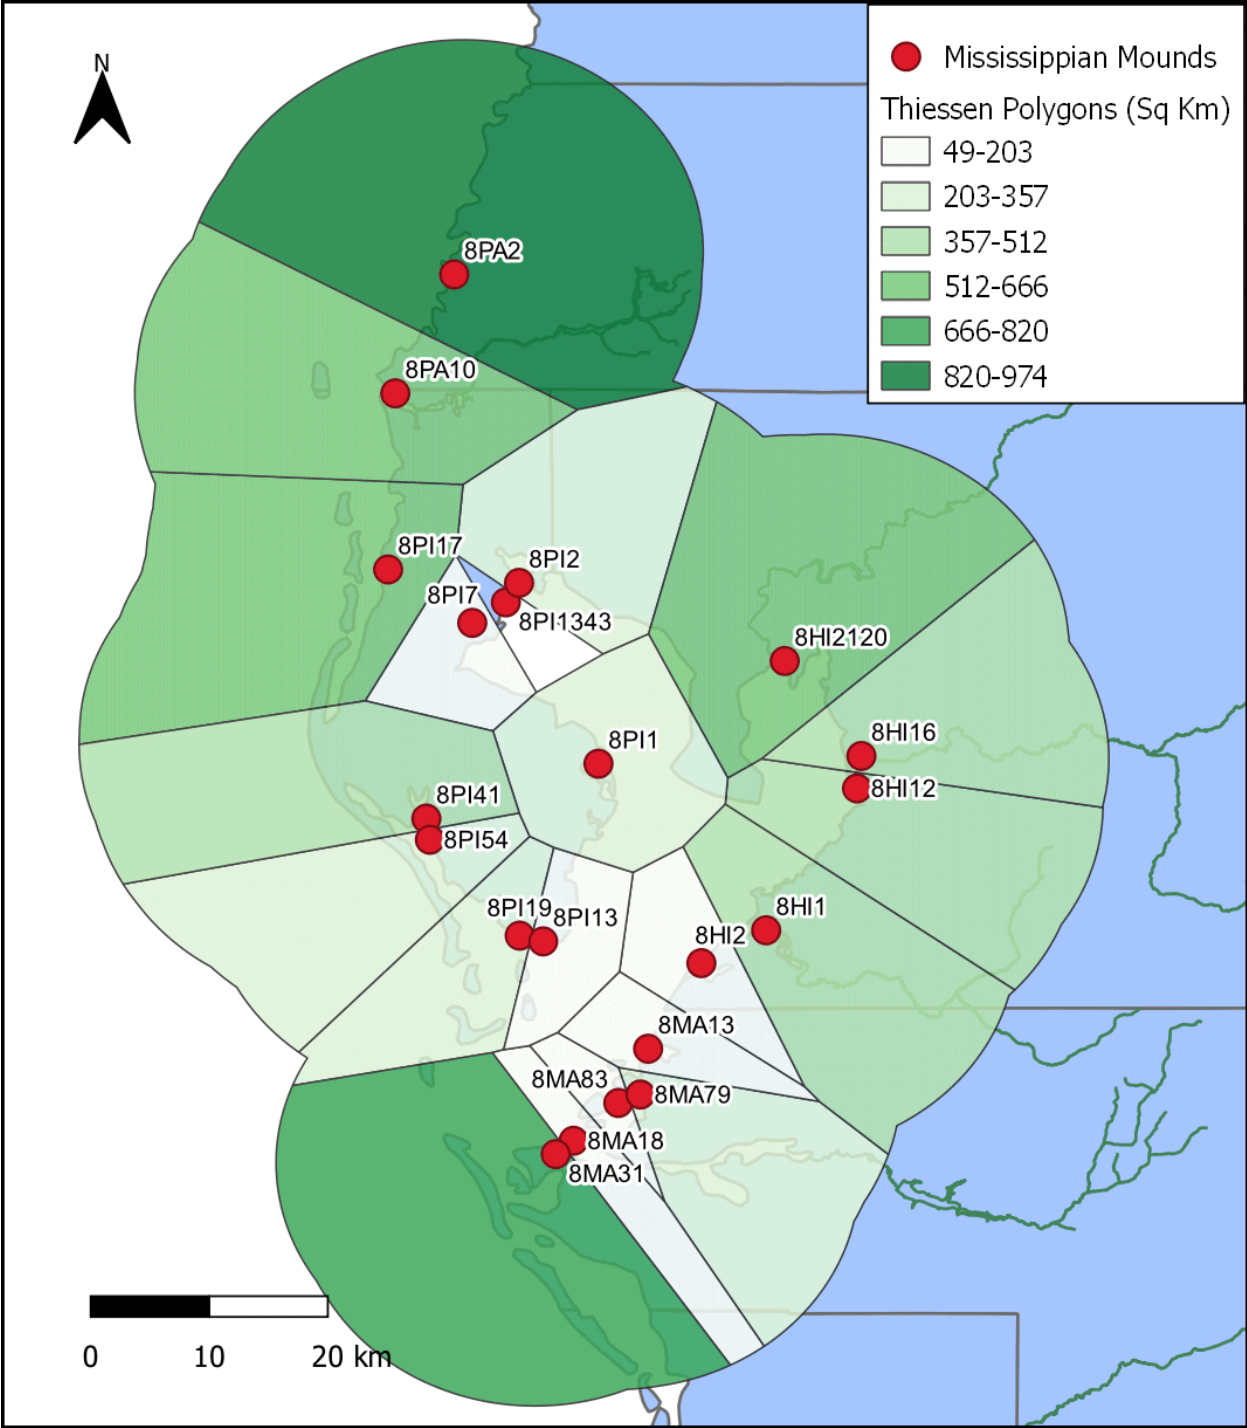 N
Mississippian Mounds
Thiessen Polygons (Sq Km)
49-203
203-357
357-512
512-666
666-820
820-974
8PA2
8PA10
8PI17
8PI2
8PI7
8PI1343
8HI2120
8PI1
8HI16
8HI12
8PI41
8PI54
8PI19
8PI13
8HI1
8HI2
8MA13
8MA83
8MA79
8MA18
8MA31
0 10 20 km